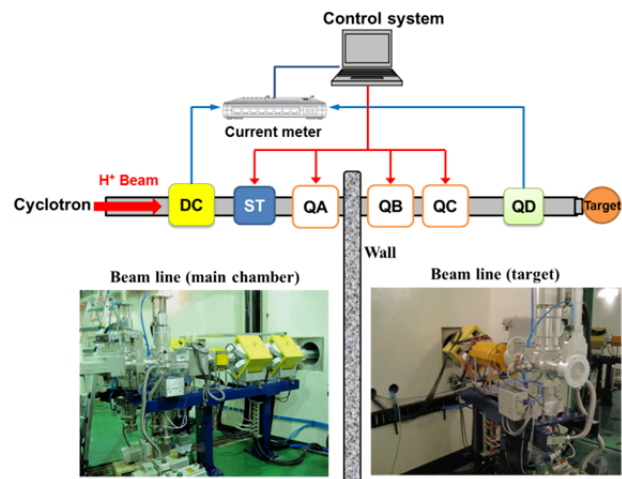 Control system
Current meter
H+ Beam
Cyclotron
DC
ST
QA
QB
QC
QD
Target
Wall
Beam line (main chamber)
Beam line (target)